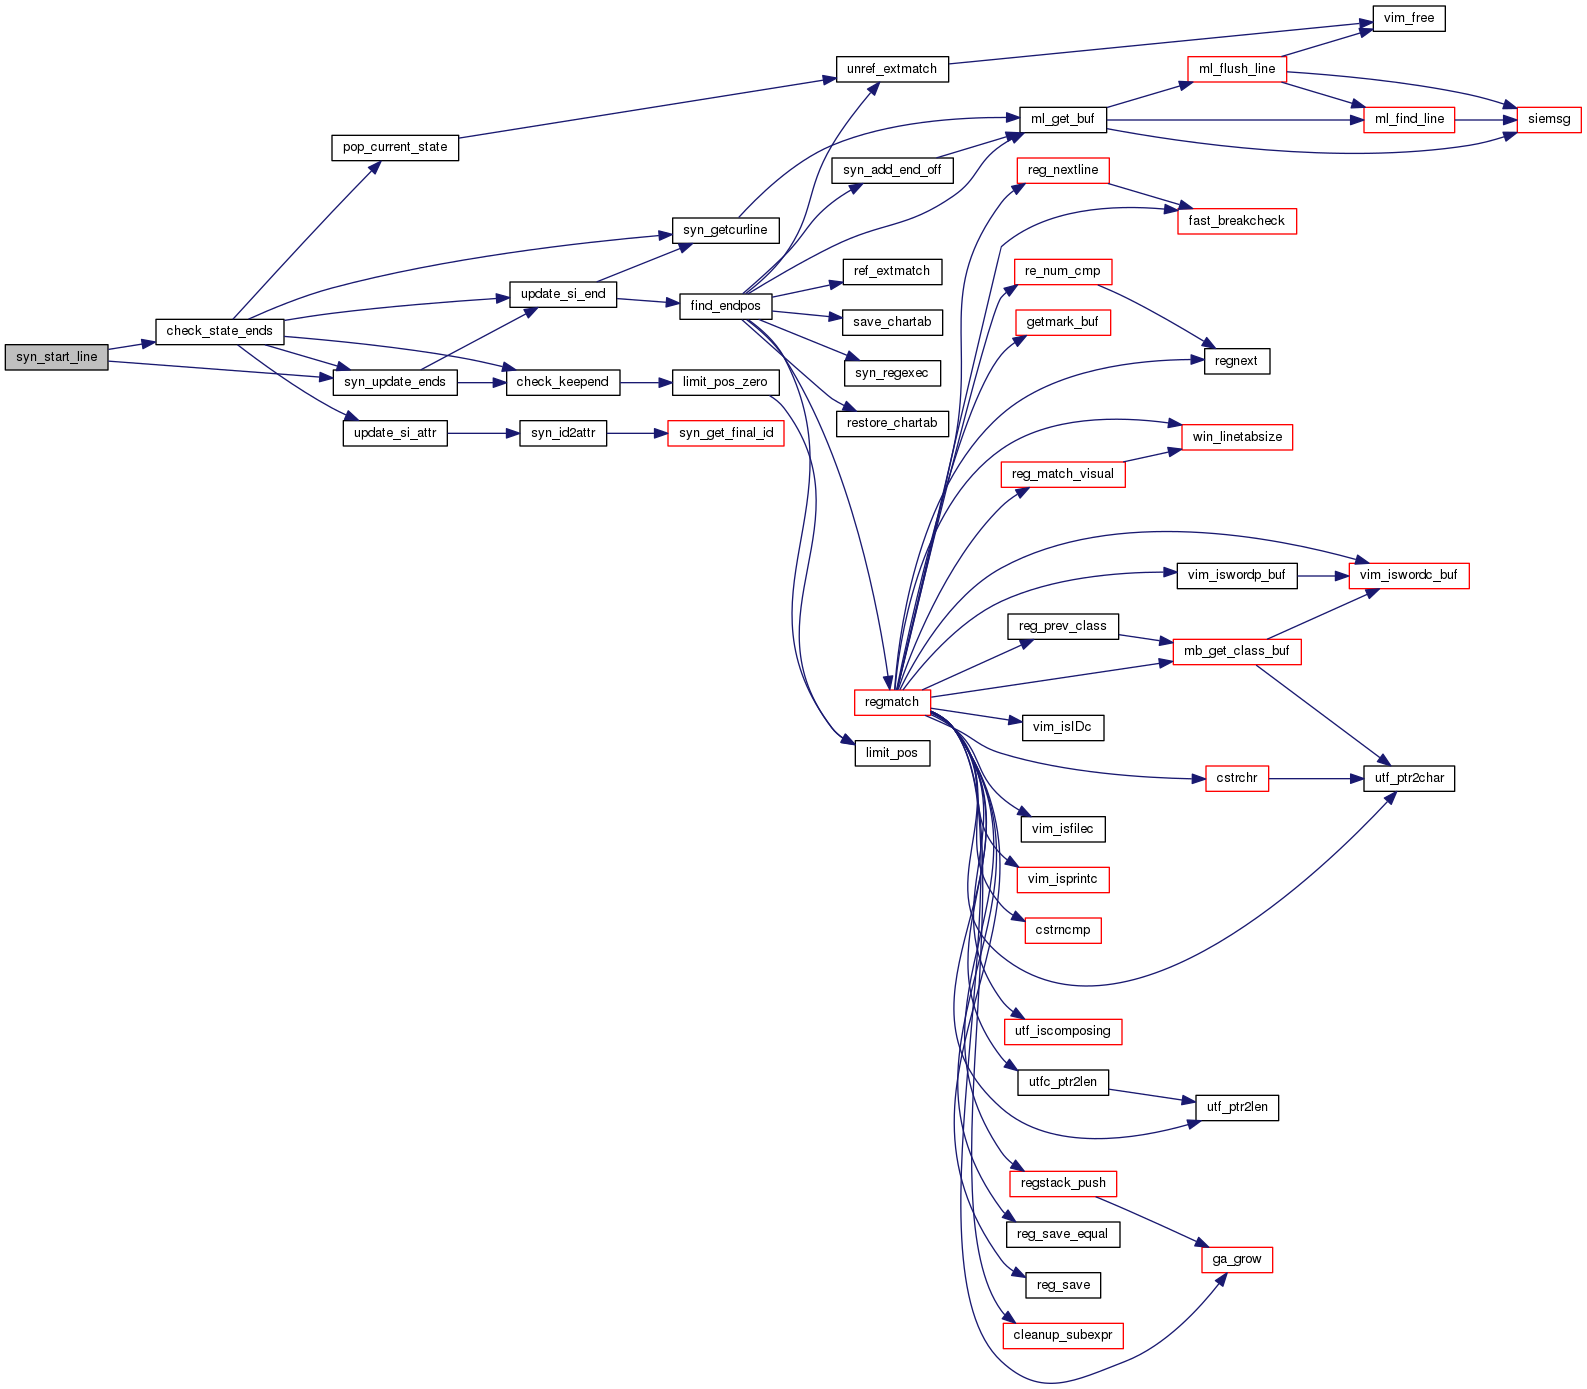 syn_start_line
check_state_ends
syn_update_ends
pop_current_state
update_si_attr
update_si_end
check_keepend
syn_id2attr
syn_getcurline
find_endpos
limit_pos_zero
syn_get_final_id
unref_extmatch
syn_add_end_off
ref_extmatch
save_chartab
syn_regexec
restore_chartab
regmatch
limit_pos
ml_get_buf
reg_nextline
re_num_cmp
getmark_buf
reg_match_visual
reg_prev_class
vim_isIDc
vim_isfilec
vim_isprintc
cstrncmp
utf_iscomposing
utfc_ptr2len
regstack_push
reg_save_equal
reg_save
cleanup_subexpr
ml_flush_line
fast_breakcheck
regnext
win_linetabsize
vim_iswordp_buf
mb_get_class_buf
cstrchr
utf_ptr2len
ga_grow
vim_free
ml_find_line
vim_iswordc_buf
utf_ptr2char
siemsg